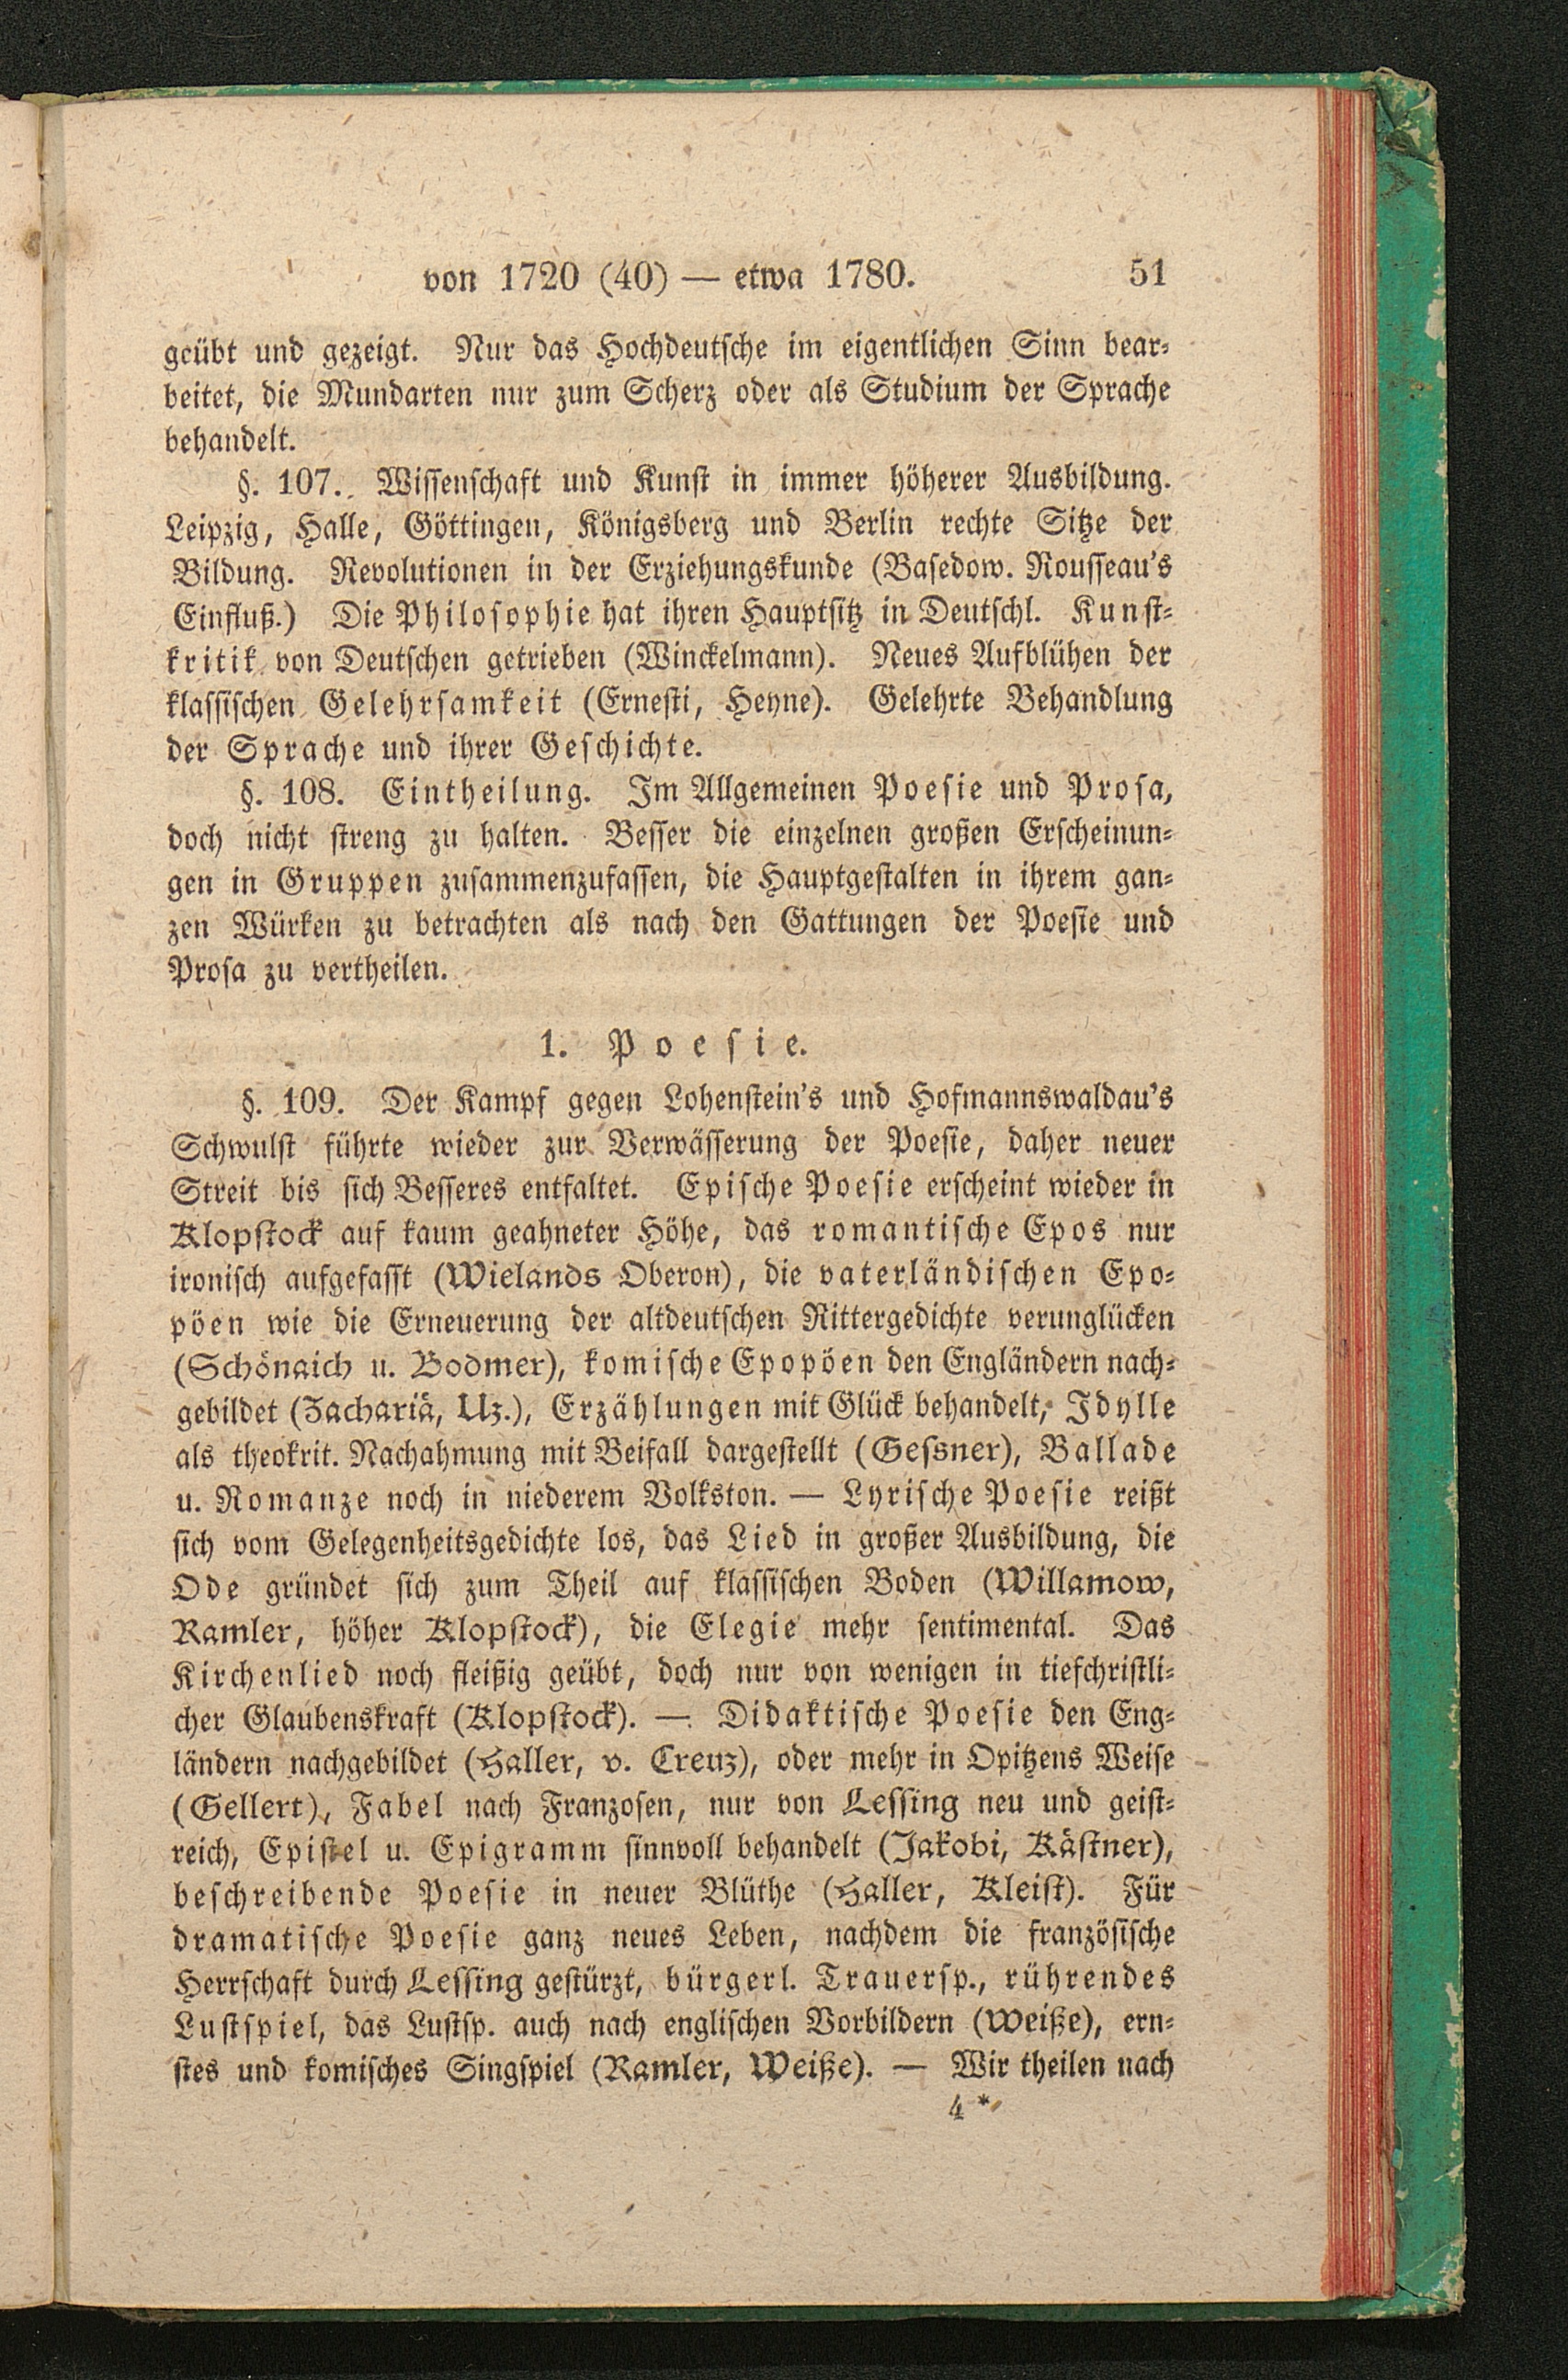 von 1720 (40) — etwa 1780. 51
geübt und gezeigt. Nur das Hochdeutsche im eigentlichen Sinn bear-
beitet, die Mundarten nur zum Scherz oder als Studium der Sprache
behandelt.
§. 107. Wissenschaft und Kunst in immer höherer Ausbildung.
Leipzig, Halle, Göttingen, Königsberg und Berlin rechte Sitze der
Bildung. Revolutionen in der Erziehungskunde (Basedow. Rousseau's
Einfluß.) Die Philosophie hat ihren Hauptsitz in Deutschl. Kunst-
kritik von Deutschen getrieben (Winckelmann). Neues Aufblühen der
klassischen Gelehrsamkeit (Ernesti, Heyne). Gelehrte Behandlung
der Sprache und ihrer Geschichte.
§. 108. Eintheilung. Im Allgemeinen Poesie und Prosa,
doch nicht streng zu halten. Besser die einzelnen großen Erscheinun-
gen in Gruppen zusammenzufassen, die Hauptgestalten in ihrem gan-
zen Würken zu betrachten als nach den Gattungen der Poesie und
Prosa zu vertheilen.
1. Poesie.
§. 109. Der Kampf gegen Lohenstein's und Hofmannswaldau's
Schwulst führte wieder zur Verwässerung der Poesie, daher neuer
Streit bis sich Besseres entfaltet. Epische Poesie erscheint wieder in
Klopstock auf kaum geahneter Höhe, das romantische Epos nur
ironisch aufgefasst (Wielands Oberon), die vaterländischen Epo-
pöen wie die Erneuerung der altdeutschen Rittergedichte verunglücken
(Schönaich u. Bodmer), komische Epopöen den Engländern nach-
gebildet (Zachariä, Uz.), Erzählungen mit Glück behandelt, Idylle
als theokrit. Nachahmung mit Beifall dargestellt (Gessner), Ballade
u. Romanze noch in niederem Volkston. — Lyrische Poesie reißt
sich vom Gelegenheitsgedichte los, das Lied in großer Ausbildung, die
Ode gründet sich zum Theil auf klassischen Boden (Willamow,
Ramler, höher Klopstock), die Elegie mehr sentimental. Das
Kirchenlied noch fleißig geübt, doch nur von wenigen in tiefchristli-
cher Glaubenskraft (Klopstock). — Didaktische Poesie den Eng-
ländern nachgebildet (Haller, v. Creuz), oder mehr in Opitzens Weise
(Gellert), Fabel nach Franzosen, nur von Lessing neu und geist-
reich, Epistel u. Epigramm sinnvoll behandelt (Jakobi, Kästner),
beschreibende Poesie in neuer Blüthe (Haller, Kleist). Für
dramatische Poesie ganz neues Leben, nachdem die französische
Herrschaft durch Lessing gestürzt, bürgerl. Trauersp., rührendes
Lustspiel, das Lustsp. auch nach englischen Vorbildern (Weiße), ern-
stes und komisches Singspiel (Ramler, Weiße). — Wir theilen nach
4*